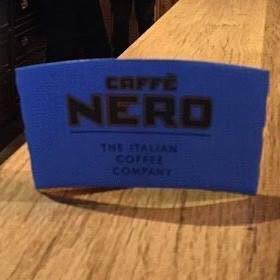 CAFFÈ
NERO
THE ITALIAN
COFFEE
COMPANY